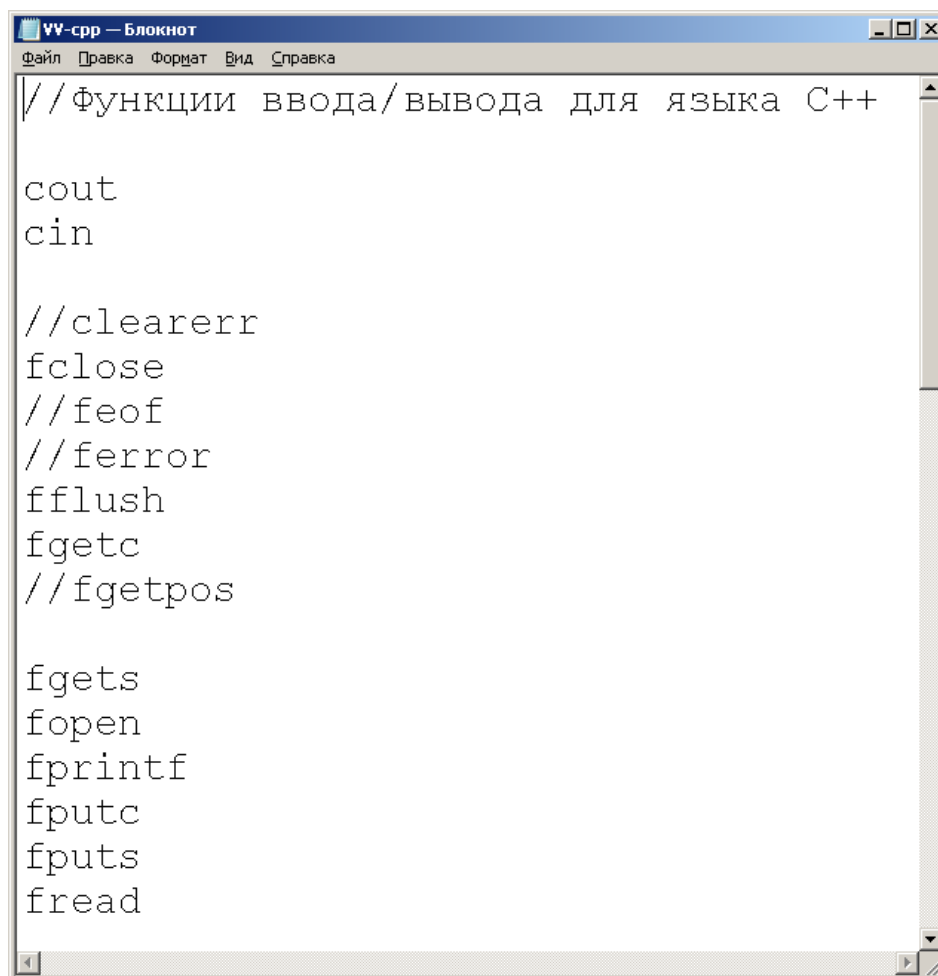 VV-cpp — Блокнот
Файл Правка Формат Вид Справка
//Функции ввода/вывода для языка C++
cout
cin
//clearerr
fclose
//feof
//ferror
fflush
fgetc
//fgetpos
fgets
fopen
fprintf
fputc
fputs
fread